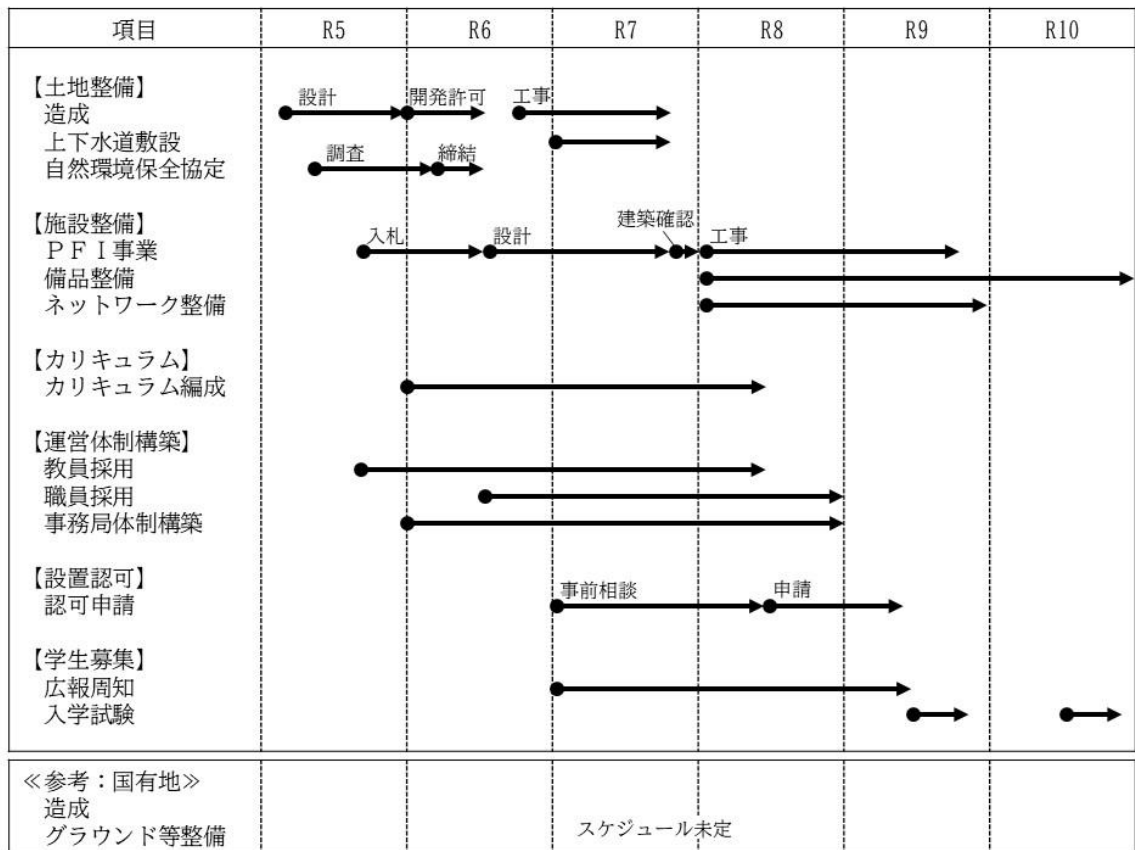 項目 R5 R6 R7 R8 R9 R10
【土地整備】
造成 設計 開発許可 工事
上下水道敷設
自然環境保全協定 調査 締結
【施設整備】 建築確認
ＰＦＩ事業 入札 設計 工事
備品整備
ネットワーク整備
【カリキュラム】
カリキュラム編成
【運営体制構築】
教員採用
職員採用
事務局体制構築
【設置認可】
認可申請 事前相談 申請
【学生募集】
広報周知
入学試験
≪参考：国有地≫
造成
グラウンド等整備 スケジュール未定